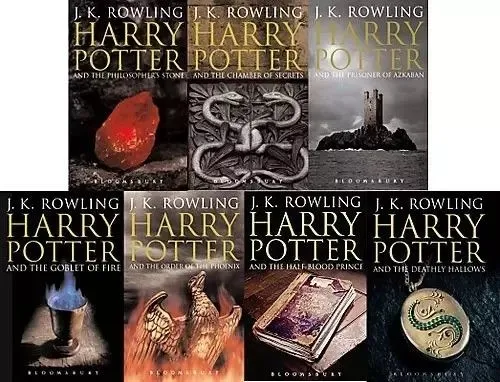 J. K. ROWLING
HARRY
POTTER
AND THE PHILOSOPHER'S STONE
BLOOMSBURY
J. K. ROWLING
HARRY
POTTER
AND THE CHAMBER OF SECRETS
BLOOMSBURY
J. K. ROWLING
HARRY
POTTER
AND THE PRISONER OF AZKABAN
BLOOMSBURY
J. K. ROWLING
HARRY
POTTER
AND THE GOBLET OF FIRE
BLOOMSBURY
J. K. ROWLING
HARRY
POTTER
AND THE ORDER OF THE PHOENIX
BLOOMSBURY
J. K. ROWLING
HARRY
POTTER
AND THE HALF-BLOOD PRINCE
BLOOMSBURY
J. K. ROWLING
HARRY
POTTER
AND THE DEATHLY HALLOWS
BLOOMSBURY